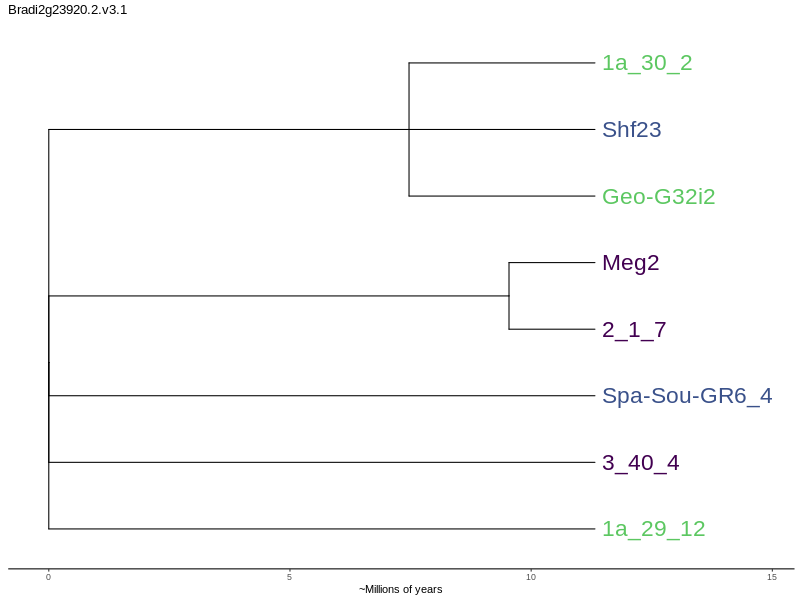 Bradi2g23920.2.v3.1
1a_30_2
Shf23
Geo-G32i2
Meg2
2_1_7
Spa-Sou-GR6_4
3_40_4
1a_29_12
0 5 10 15
~Millions of years